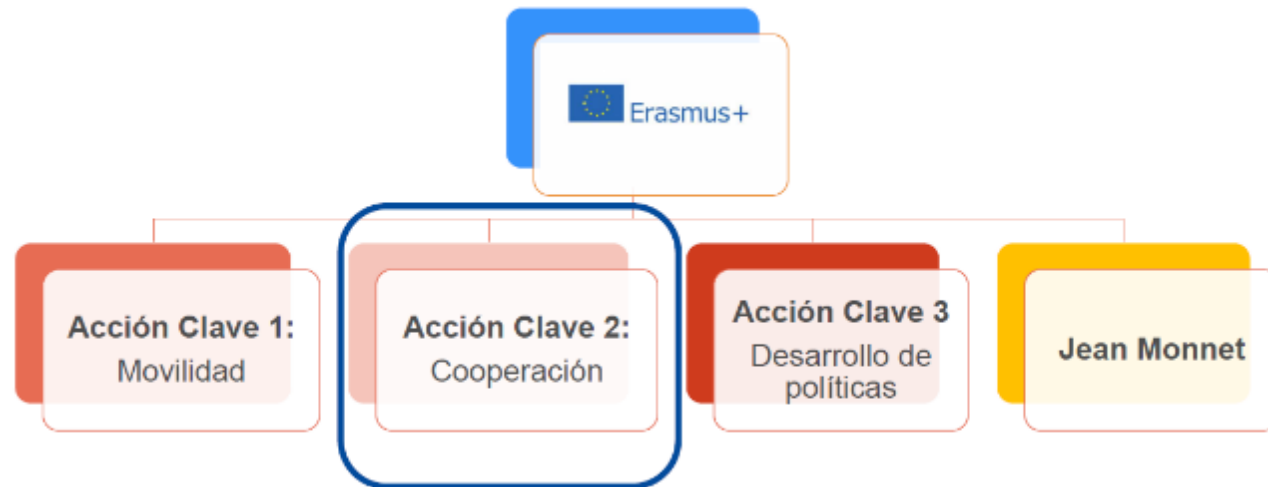 Erasmus+
Acción Clave 1:
Movilidad
Acción Clave 2:
Cooperación
Acción Clave 3
Desarrollo de
políticas
Jean Monnet